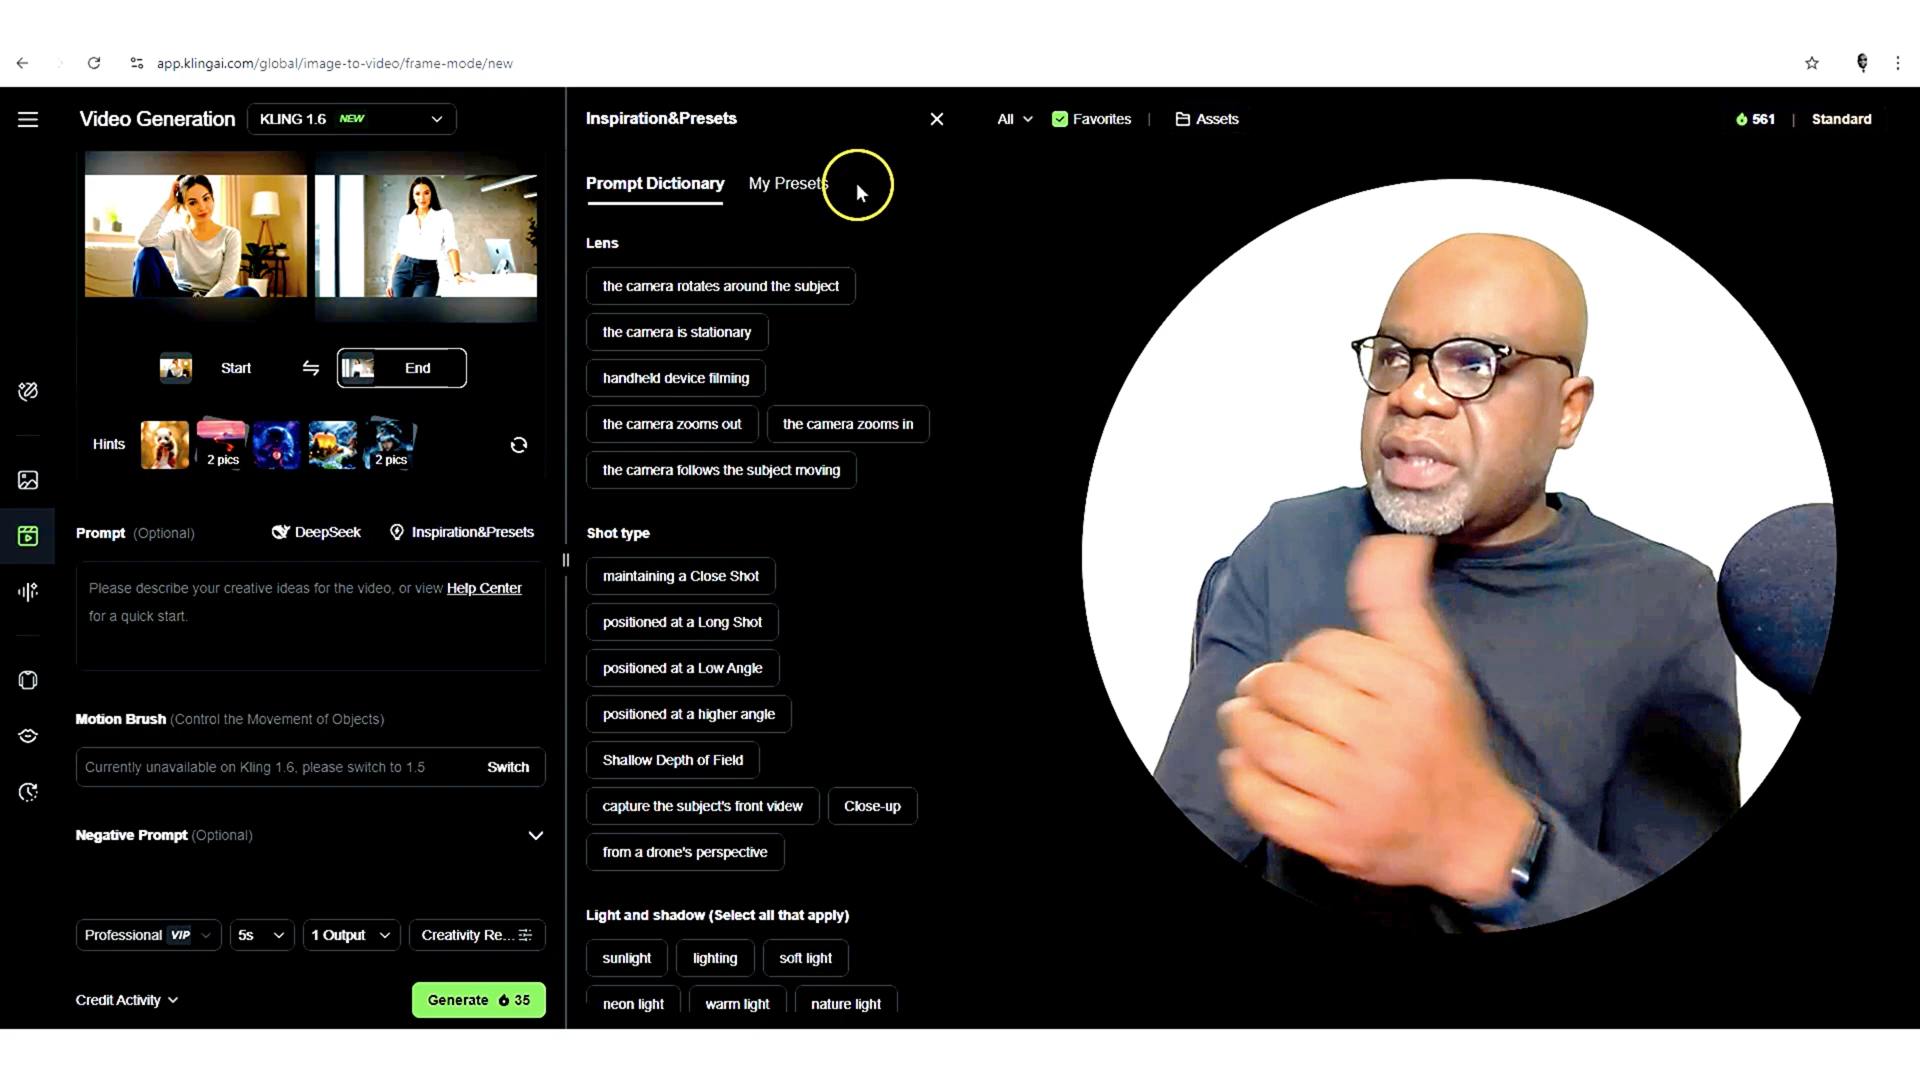 app.klingai.com/global/image-to-video/frame-mode/new
Video Generation
KLING 1.6 NEW
Start
End
Hints
2 pics
2 pics
Prompt (Optional)
DeepSeek
Inspiration&Presets
Please describe your creative ideas for the video, or view Help Center
for a quick start.
Motion Brush (Control the Movement of Objects)
Currently unavailable on Kling 1.6, please switch to 1.5
Switch
Negative Prompt (Optional)
Professional VIP
5s
1 Output
Creativity Re...
Credit Activity
Generate 35
Inspiration&Presets
Prompt Dictionary
My Presets
Lens
the camera rotates around the subject
the camera is stationary
handheld device filming
the camera zooms out
the camera zooms in
the camera follows the subject moving
Shot type
maintaining a Close Shot
positioned at a Long Shot
positioned at a Low Angle
positioned at a higher angle
Shallow Depth of Field
capture the subject's front videw
Close-up
from a drone's perspective
Light and shadow (Select all that apply)
sunlight
lighting
soft light
neon light
warm light
nature light
All
Favorites
Assets
561
Standard